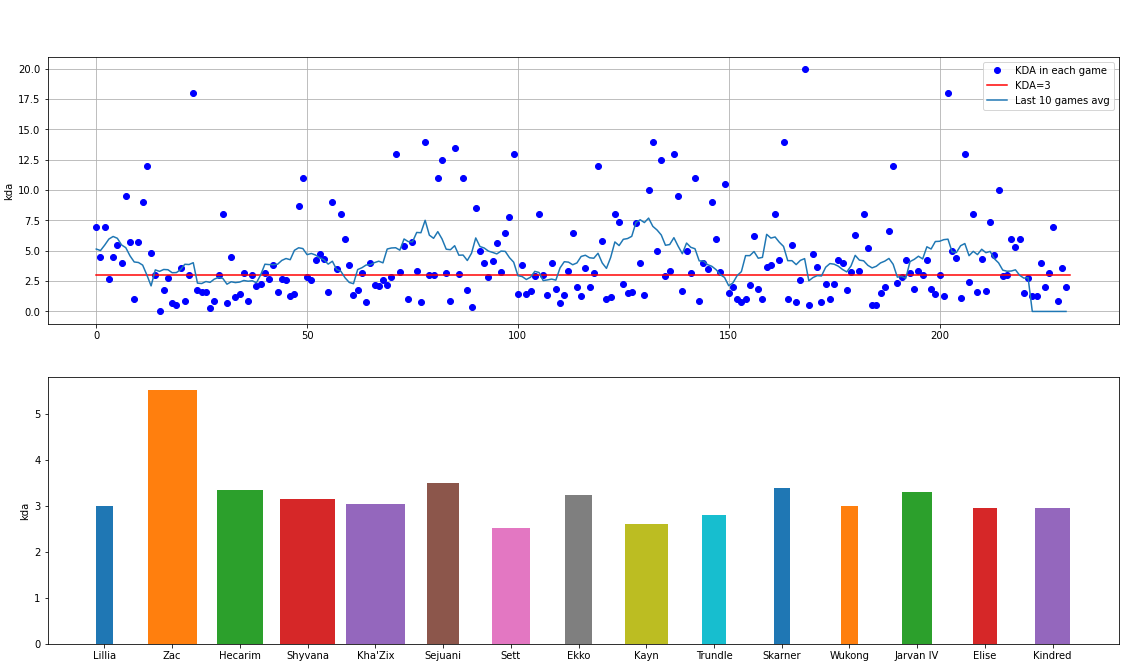 20.0
17.5
15.0
12.5
10.0
7.5
5.0
2.5
0.0
kda
KDA in each game
KDA=3
Last 10 games avg
0 50 100 150 200
5
4
3
2
1
0
kda
Lillia Zac Hecarim Shyvana Kha'Zix Sejuani Sett Ekko Kayn Trundle Skarner Wukong Jarvan IV Elise Kindred